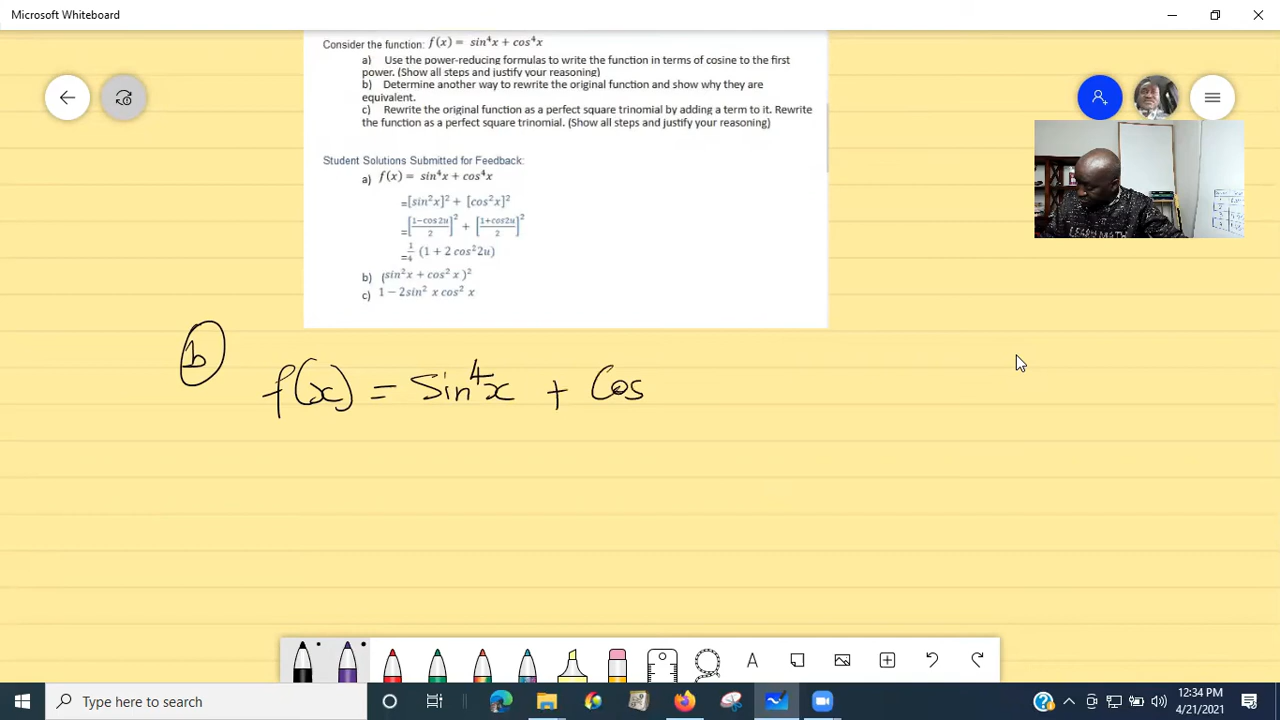 Microsoft Whiteboard
Consider the function: f(x) = sin⁴x + cos⁴x
a) Use the power-reducing formulas to write the function in terms of cosine to the first
power. (Show all steps and justify your reasoning)
b) Determine another way to rewrite the original function and show why they are
equivalent.
c) Rewrite the original function as a perfect square trinomial by adding a term to it. Rewrite
the function as a perfect square trinomial. (Show all steps and justify your reasoning)
Student Solutions Submitted for Feedback:
a) f(x) = sin⁴x + cos⁴x
=[sin²x]² + [cos²x]²
=[(1−cos2u)/2]² + [(1+cos2u)/2]²
=1/4 (1 + 2 cos²2u)
b) (sin²x + cos² x )²
c) 1 − 2sin² x cos² x
b
f(x) = Sin⁴x + Cos
A
Type here to search
12:34 PM
4/21/2021